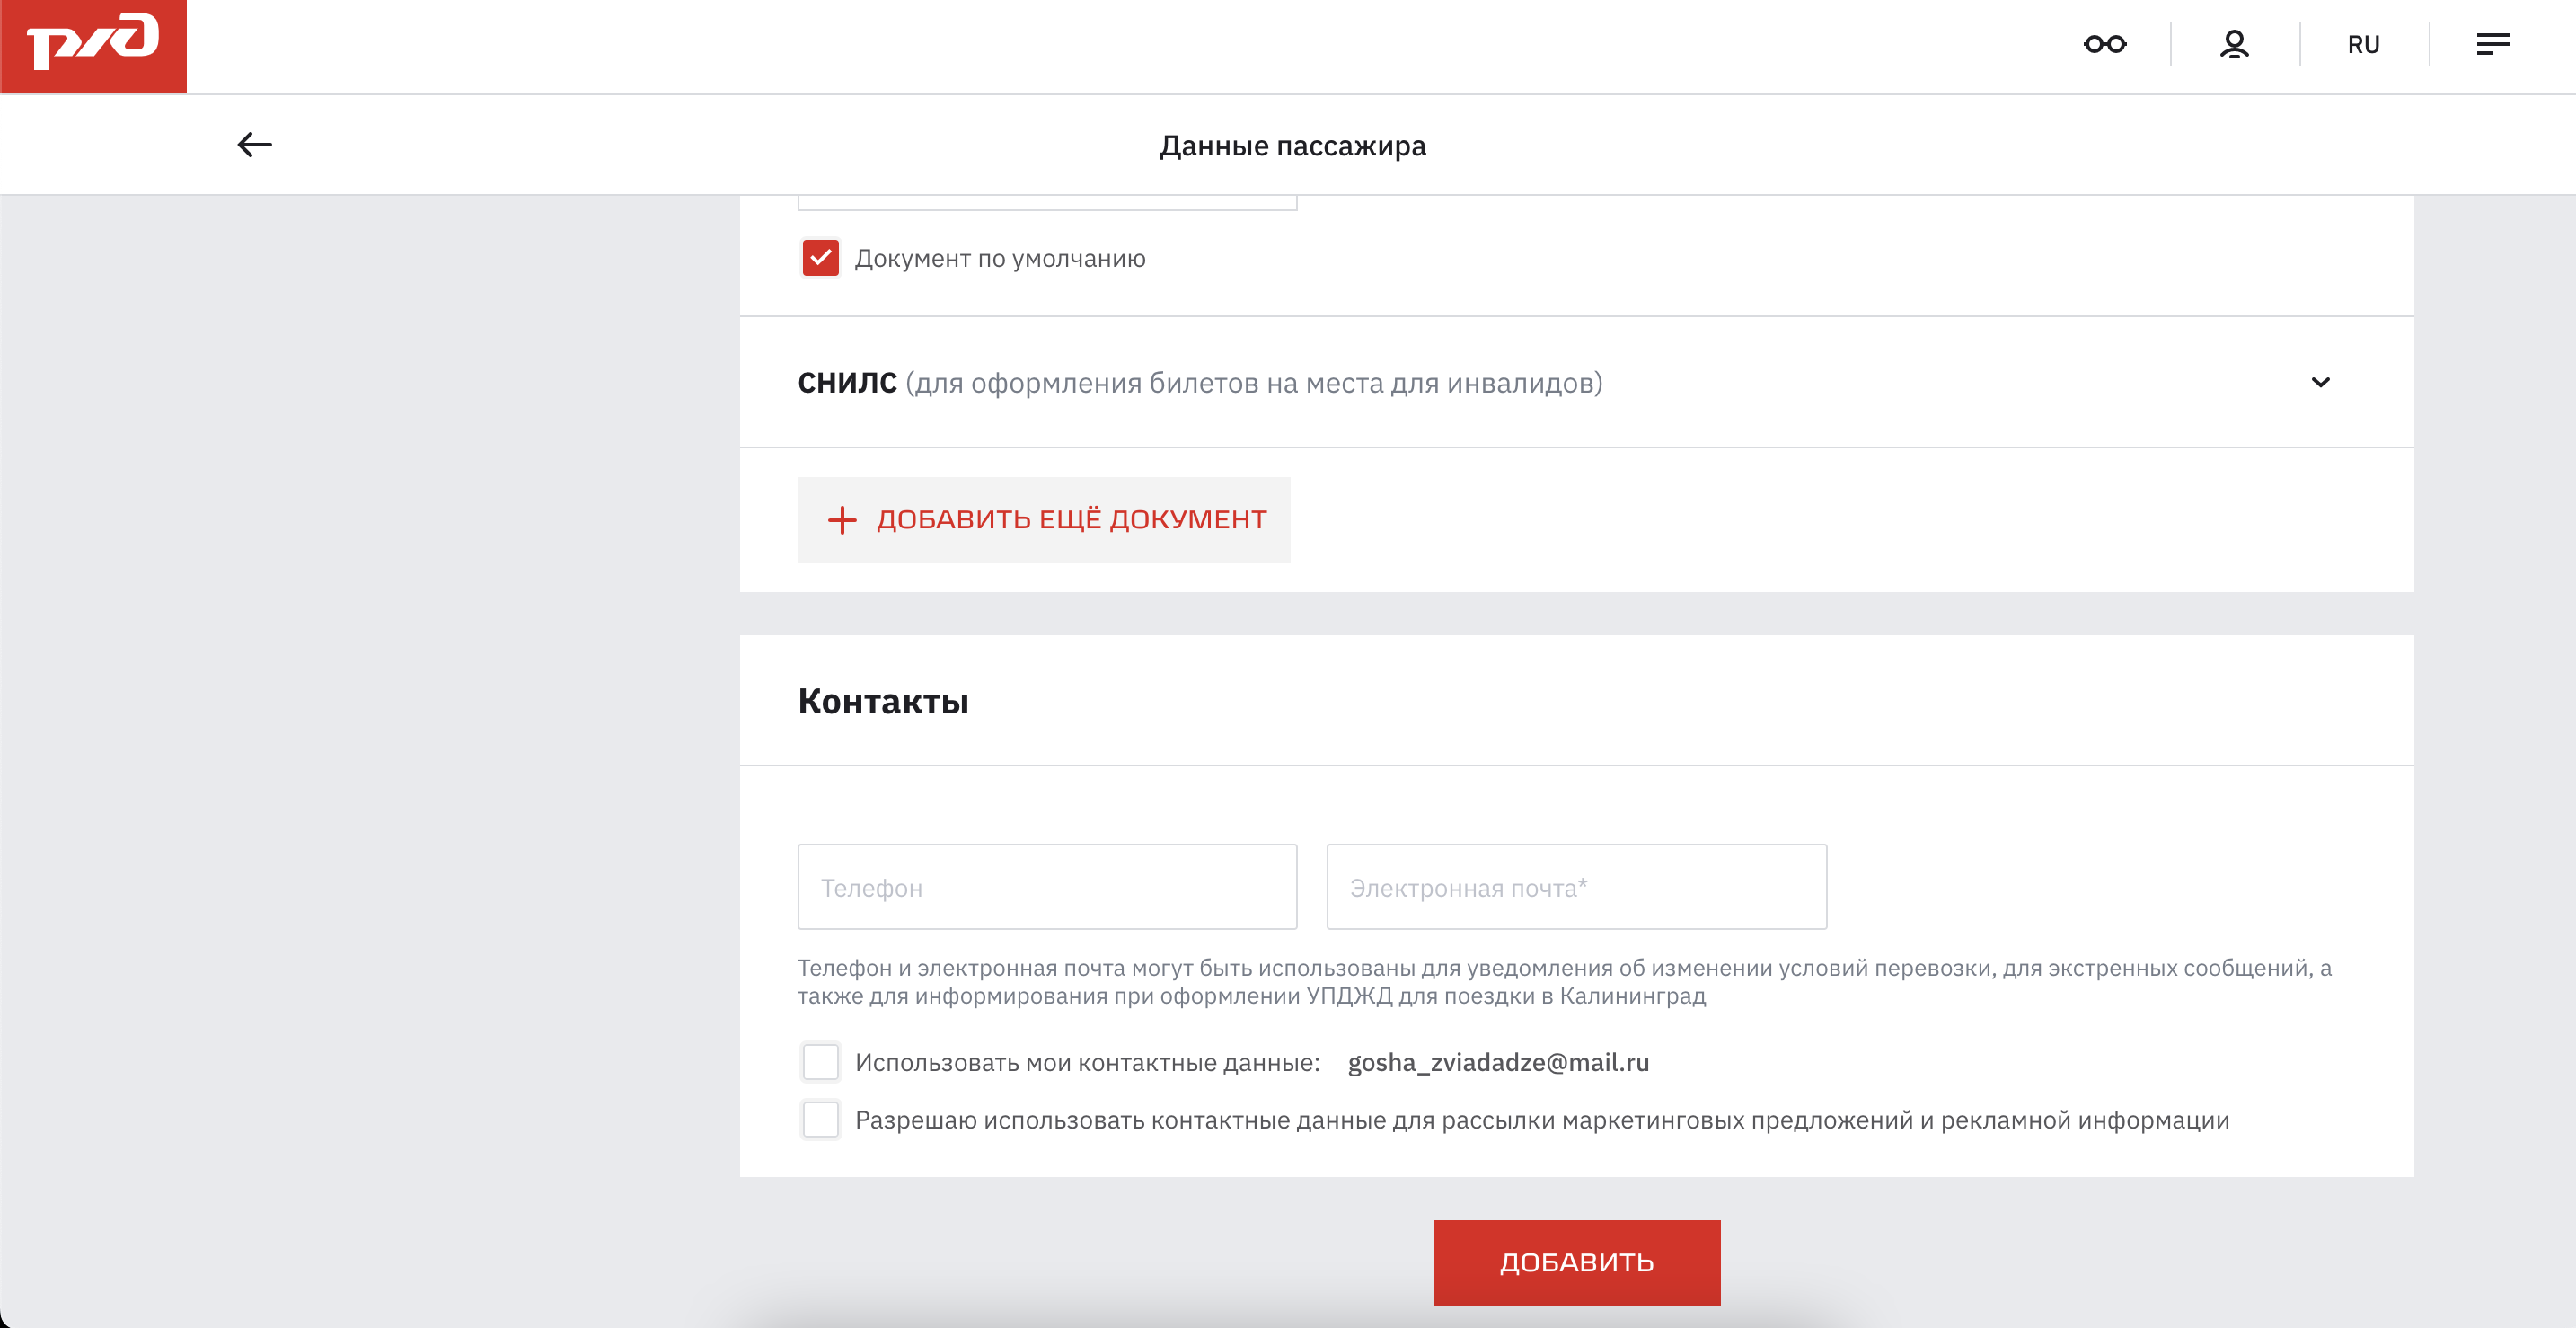 РЖД
RU
Данные пассажира
Документ по умолчанию
СНИЛС (для оформления билетов на места для инвалидов)
ДОБАВИТЬ ЕЩЁ ДОКУМЕНТ
Контакты
Телефон
Электронная почта*
Телефон и электронная почта могут быть использованы для уведомления об изменении условий перевозки, для экстренных сообщений, а
также для информирования при оформлении УПДЖД для поездки в Калининград
Использовать мои контактные данные: gosha_zviadadze@mail.ru
Разрешаю использовать контактные данные для рассылки маркетинговых предложений и рекламной информации
ДОБАВИТЬ